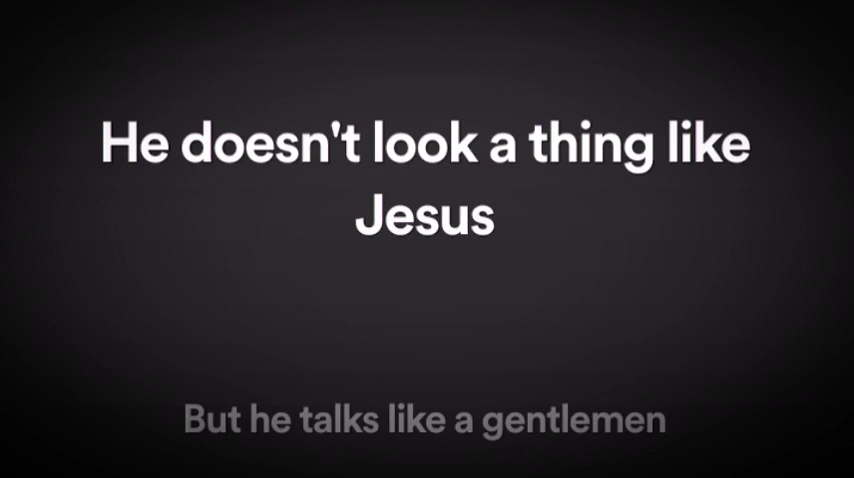 He doesn't look a thing like
Jesus
But he talks like a gentlemen